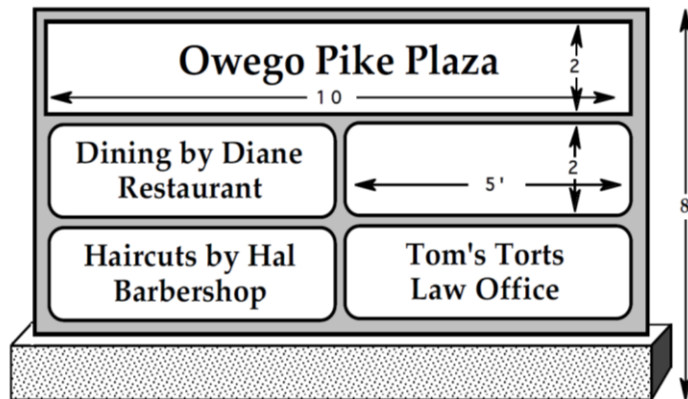 Owego Pike Plaza
2
10
Dining by Diane
Restaurant
2
5'
8
Haircuts by Hal
Barbershop
Tom's Torts
Law Office